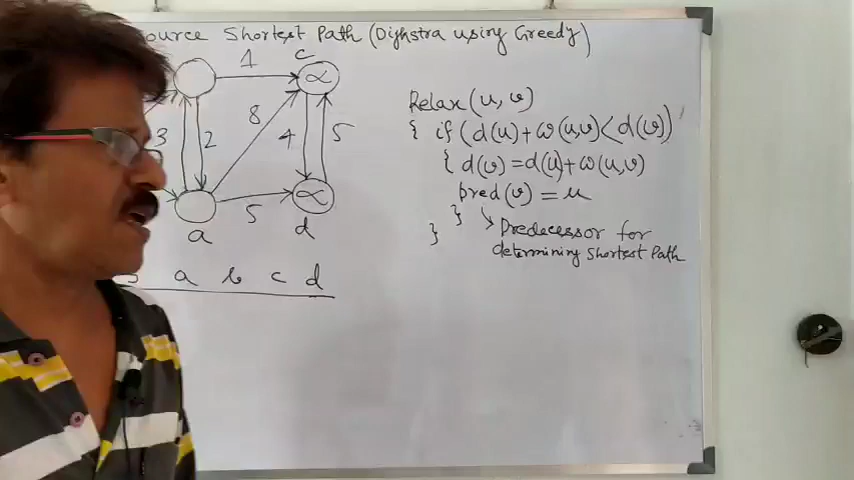 ource Shortest Path (Dijhstra using Greedy)
1
c
∝
3
2
8
4
5
∝
5
a
d
a b c d
Relax(u,v)
{ if (d(u)+w(u,v)<d(v))
{ d(v)=d(u)+w(u,v)
pred(v)=u
}
}
Predecessor for
determining Shortest Path